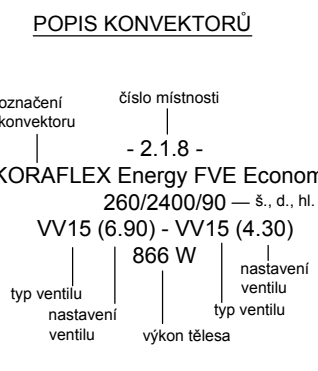 POPIS KONVEKTORŮ
označení
konvektoru
číslo místnosti
- 2.1.8 -
KORAFLEX Energy FVE Econom
260/2400/90 — š., d., hl.
VV15 (6.90) - VV15 (4.30)
866 W
typ ventilu
nastavení
ventilu
výkon tělesa
typ ventilu
nastavení
ventilu